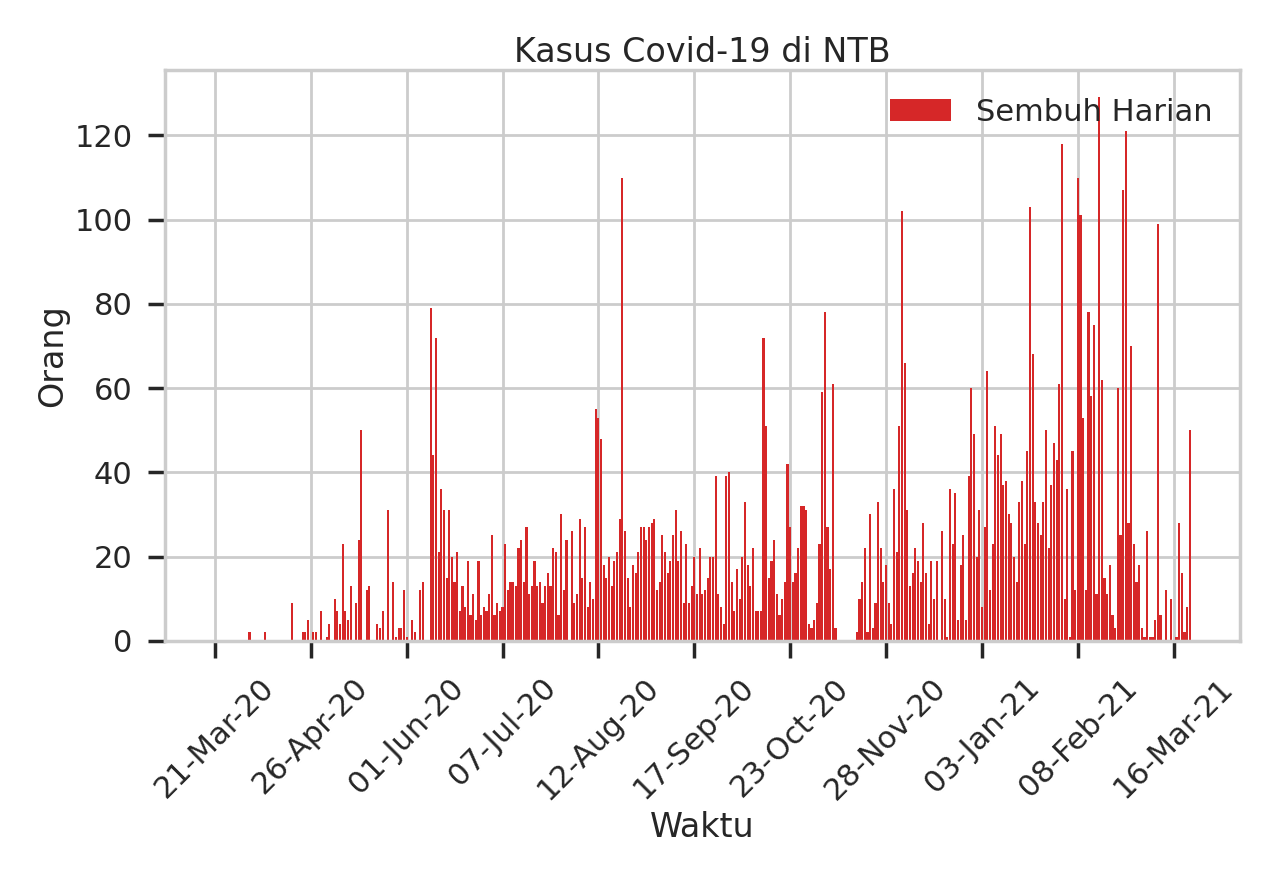 Kasus Covid-19 di NTB
Sembuh Harian
Orang
120
100
80
60
40
20
0
21-Mar-20
26-Apr-20
01-Jun-20
07-Jul-20
12-Aug-20
17-Sep-20
23-Oct-20
28-Nov-20
03-Jan-21
08-Feb-21
16-Mar-21
Waktu